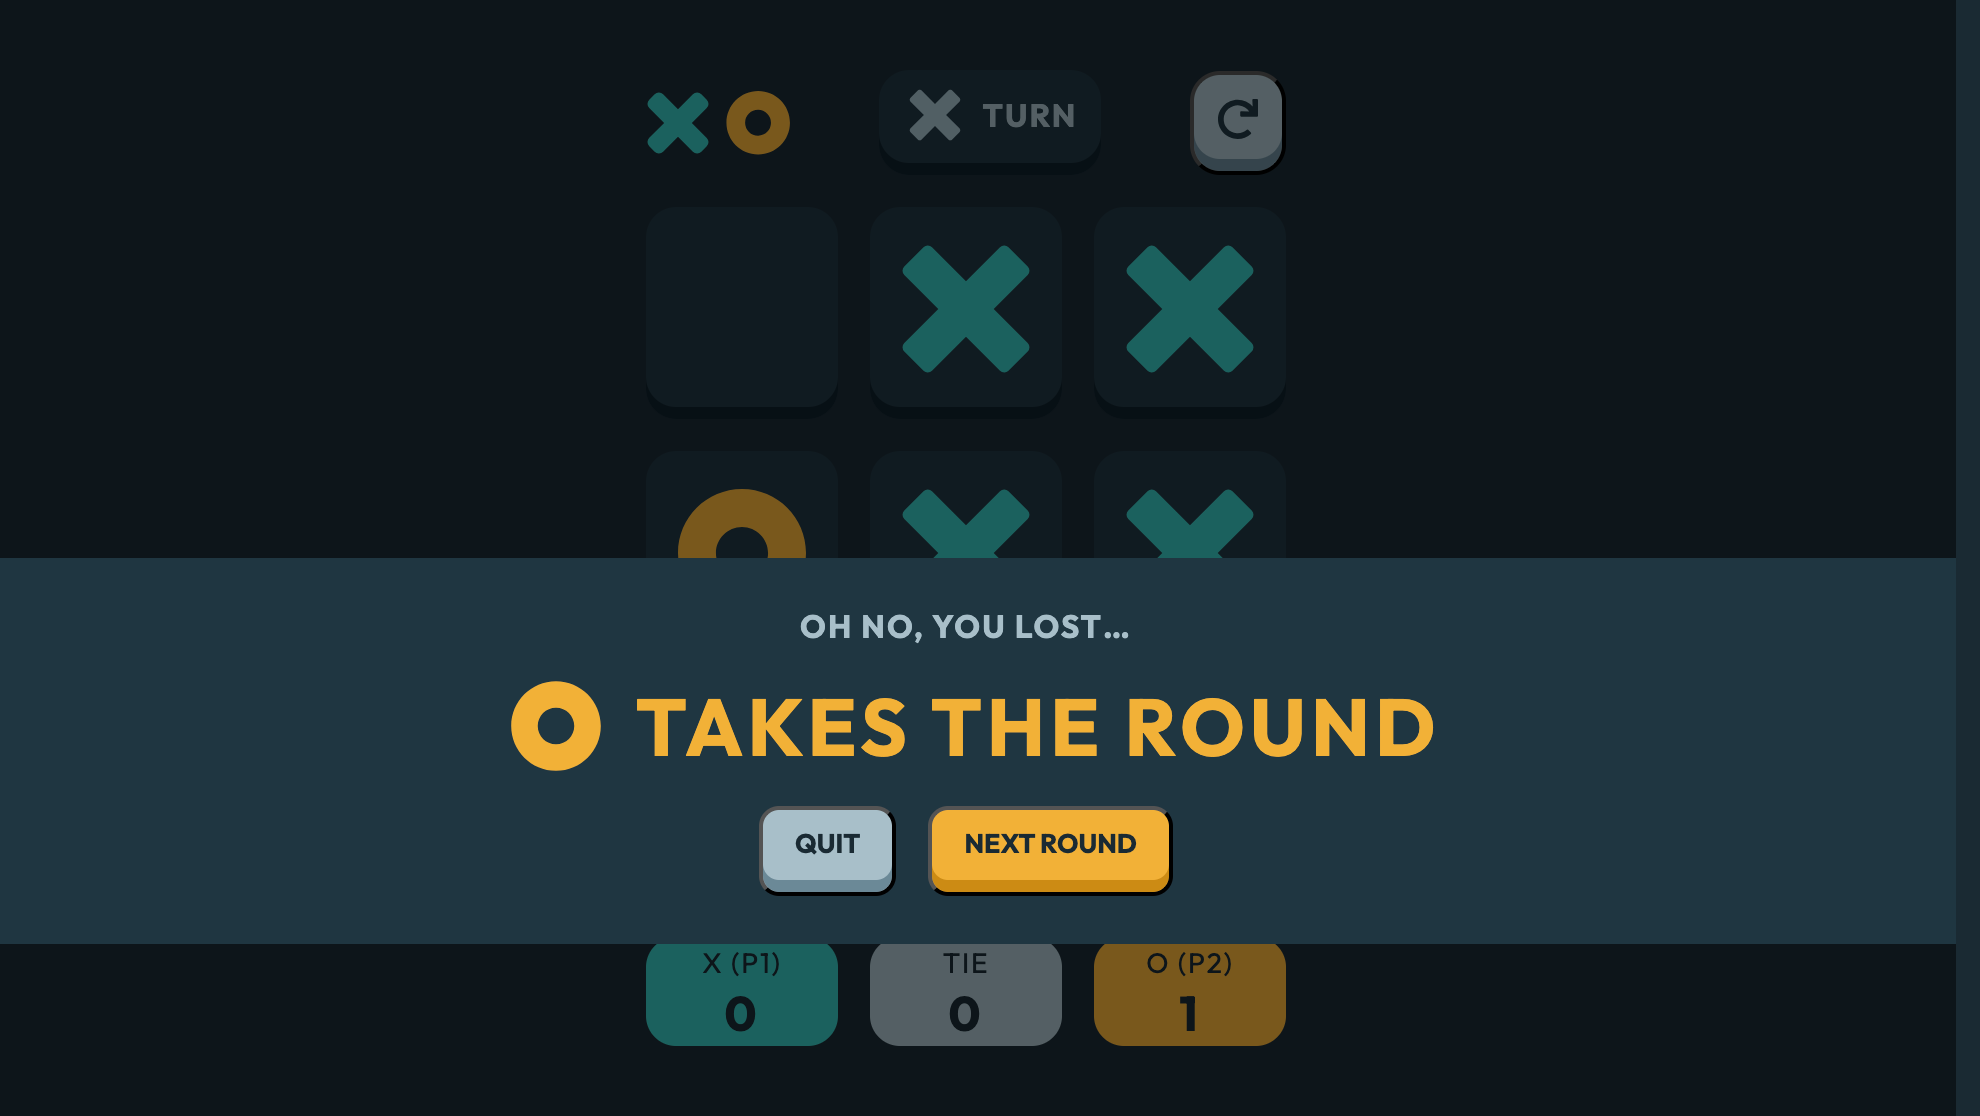 TURN
OH NO, YOU LOST...
TAKES THE ROUND
QUIT
NEXT ROUND
X (P1)
TIE
O (P2)
0
0
1